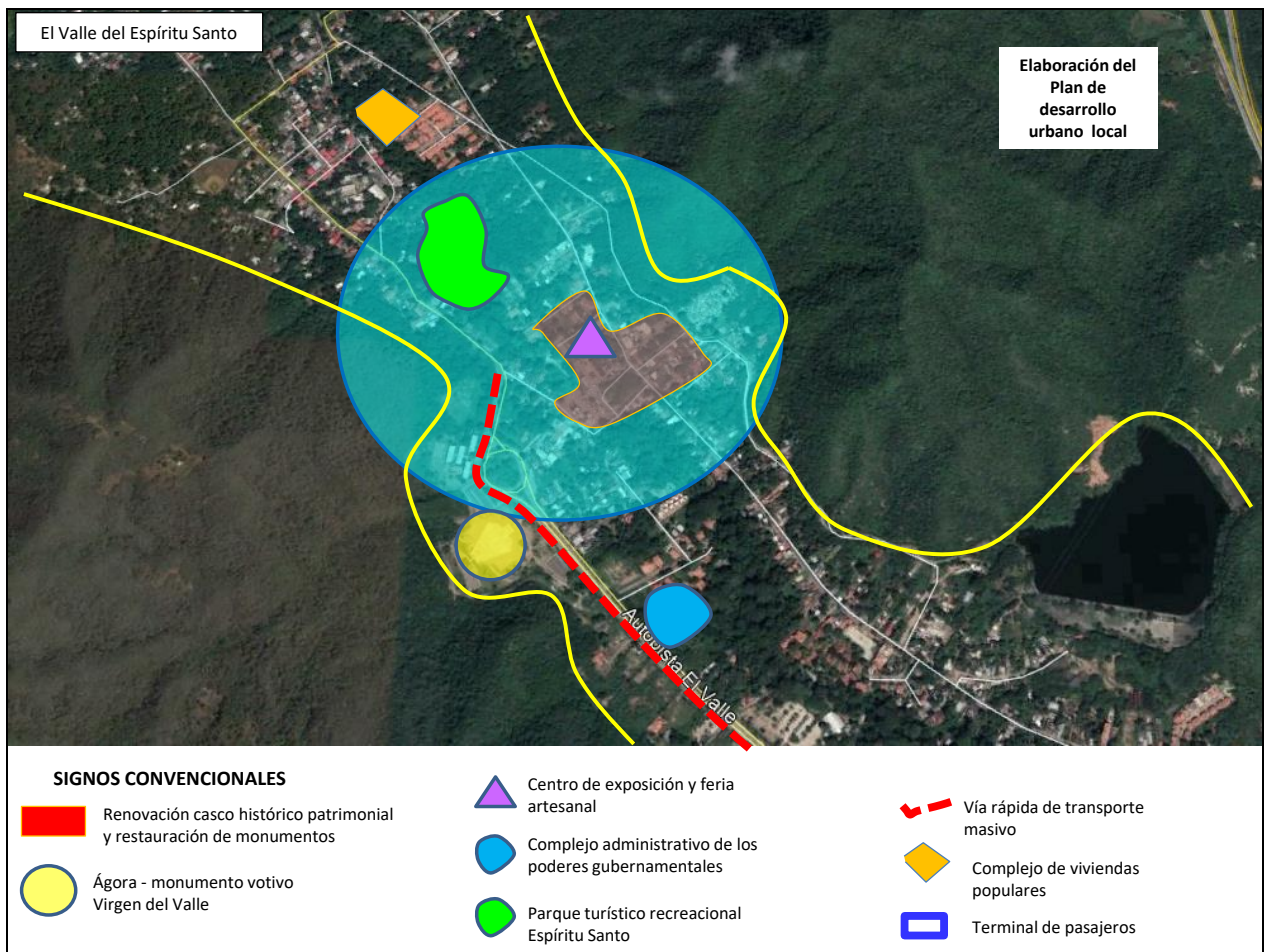 El Valle del Espíritu Santo
Elaboración del
Plan de
desarrollo
urbano local
Autopista El Valle
SIGNOS CONVENCIONALES
Renovación casco histórico patrimonial
y restauración de monumentos
Ágora - monumento votivo
Virgen del Valle
Centro de exposición y feria
artesanal
Complejo administrativo de los
poderes gubernamentales
Parque turístico recreacional
Espíritu Santo
Vía rápida de transporte
masivo
Complejo de viviendas
populares
Terminal de pasajeros